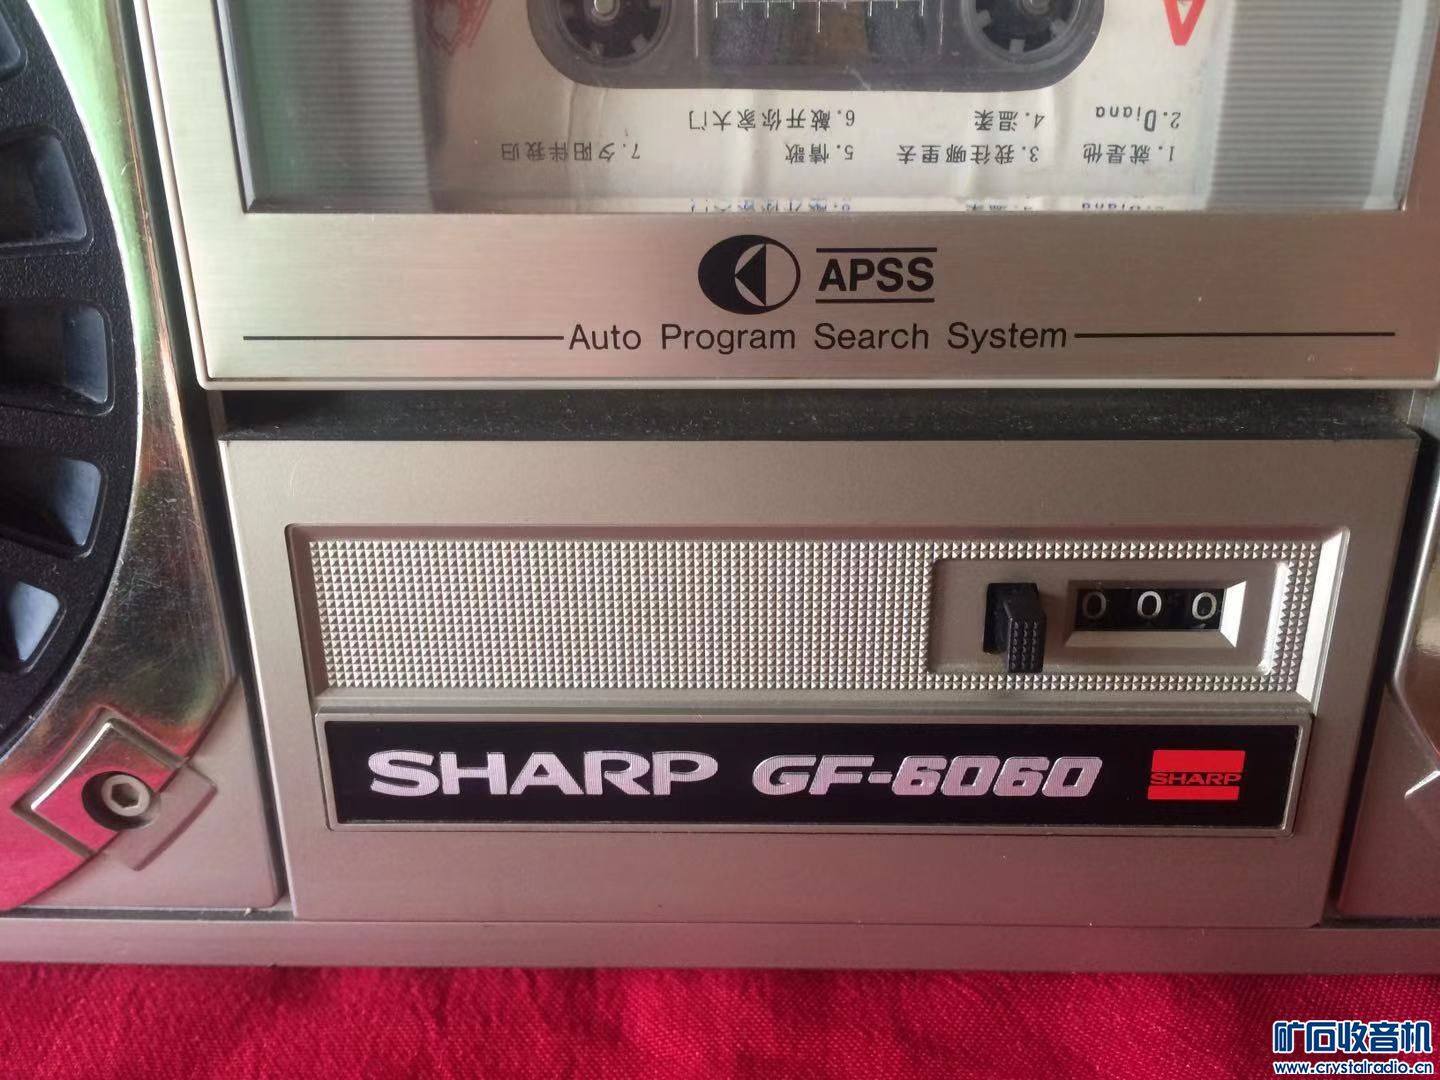 A
2.Diana 4.温柔 6.敲开你家大门
1.就是他 3.我往哪里去 5.情歌 7.夕阳伴我归
APSS
Auto Program Search System
000
SHARP GF-6060 SHARP
矿石收音机
www.crystalradio.cn